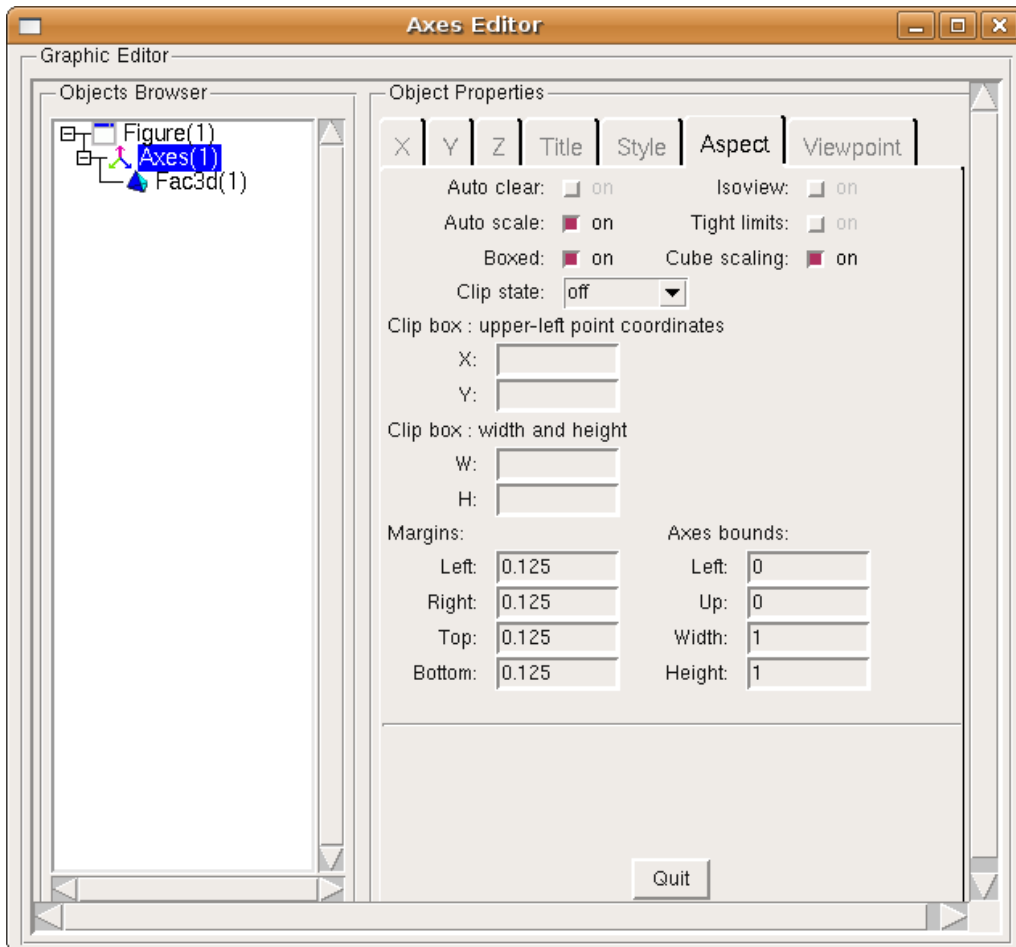 Axes Editor
Graphic Editor
Objects Browser
Figure(1)
Axes(1)
Fac3d(1)
Object Properties
X Y Z Title Style Aspect Viewpoint
Auto clear: on Isoview: on
Auto scale: on Tight limits: on
Boxed: on Cube scaling: on
Clip state: off
Clip box : upper-left point coordinates
X:
Y:
Clip box : width and height
W:
H:
Margins: Axes bounds:
Left: 0.125 Left: 0
Right: 0.125 Up: 0
Top: 0.125 Width: 1
Bottom: 0.125 Height: 1
Quit